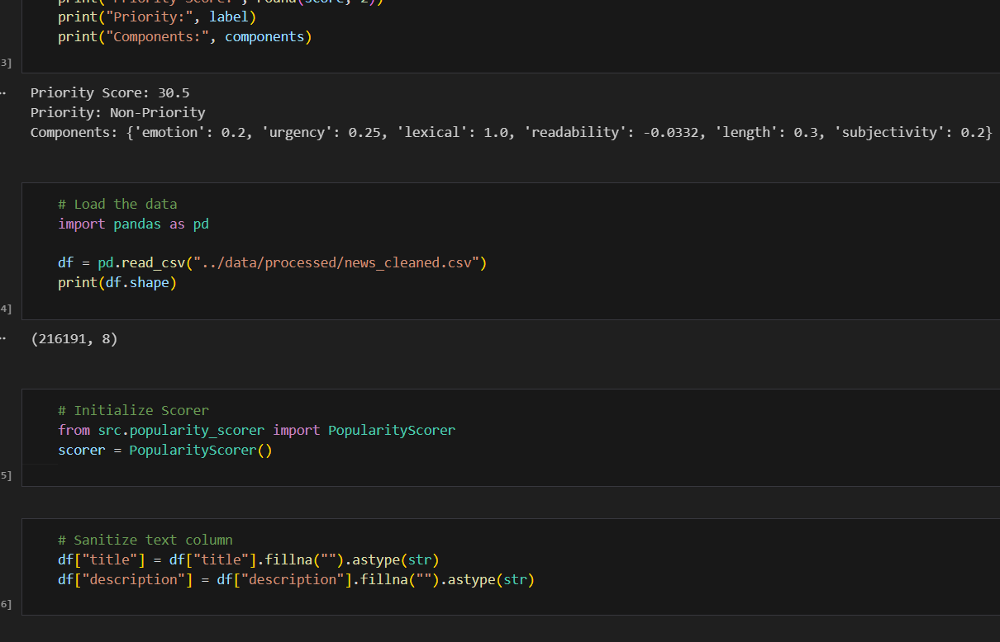 print("Priority Score:", round(score, 2))
print("Priority:", label)
print("Components:", components)
3]
Priority Score: 30.5
Priority: Non-Priority
Components: {'emotion': 0.2, 'urgency': 0.25, 'lexical': 1.0, 'readability': -0.0332, 'length': 0.3, 'subjectivity': 0.2}
# Load the data
import pandas as pd
df = pd.read_csv("../data/processed/news_cleaned.csv")
print(df.shape)
4]
(216191, 8)
# Initialize Scorer
from src.popularity_scorer import PopularityScorer
scorer = PopularityScorer()
5]
# Sanitize text column
df["title"] = df["title"].fillna("").astype(str)
df["description"] = df["description"].fillna("").astype(str)
6]